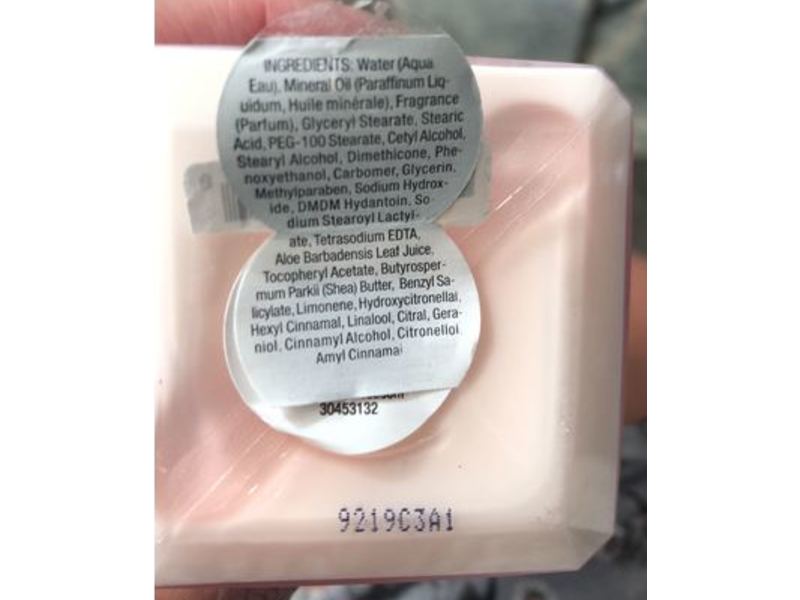 INGREDIENTS: Water (Aqua
Eau), Mineral Oil (Paraffinum Liq-
uidum, Huile minérale), Fragrance
(Parfum), Glyceryl Stearate, Stearic
Acid, PEG-100 Stearate, Cetyl Alcohol,
Stearyl Alcohol, Dimethicone, Phe-
noxyethanol, Carbomer, Glycerin,
Methylparaben, Sodium Hydrox-
ide, DMDM Hydantoin, So-
dium Stearoyl Lactyl-
ate, Tetrasodium EDTA,
Aloe Barbadensis Leaf Juice,
Tocopheryl Acetate, Butyrosper-
mum Parkii (Shea) Butter, Benzyl Sa-
licylate, Limonene, Hydroxycitronellal,
Hexyl Cinnamal, Linalool, Citral, Gera-
niol, Cinnamyl Alcohol, Citronellol
Amyl Cinnamal
30453132
9219C3A1